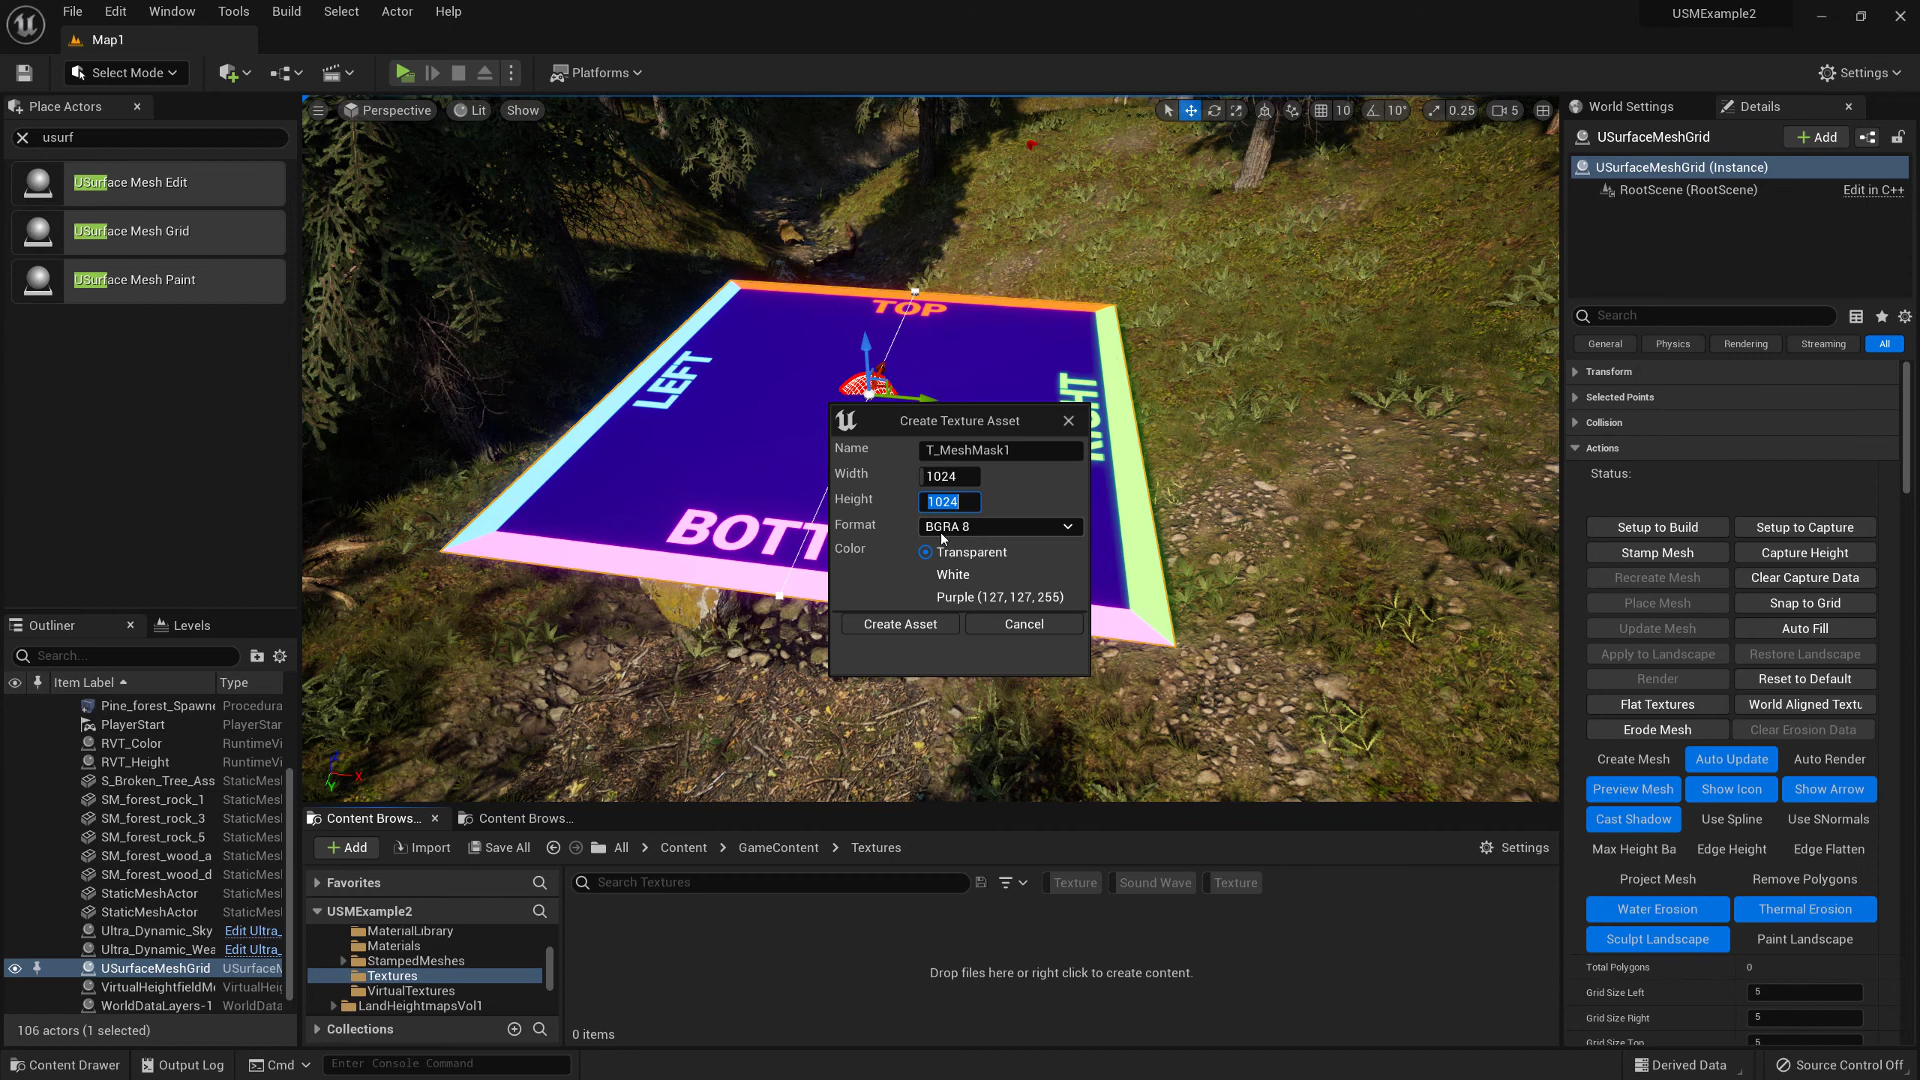 File Edit Window Tools Build Select Actor Help
USMExample2
Map1
Select Mode
Platforms
Settings
Place Actors
usurf
USurface Mesh Edit
USurface Mesh Grid
USurface Mesh Paint
Perspective Lit Show
10 10° 0.25 5
TOP
LEFT
Create Texture Asset
Name T_MeshMask1
Width 1024
Height 1024
Format BGRA 8
Color Transparent
White
Purple (127, 127, 255)
Create Asset Cancel
World Settings Details
USurfaceMeshGrid Add
USurfaceMeshGrid (Instance)
RootScene (RootScene) Edit in C++
Search
General Physics Rendering Streaming All
Transform
Selected Points
Collision
Actions
Status:
Setup to Build Setup to Capture
Stamp Mesh Capture Height
Recreate Mesh Clear Capture Data
Place Mesh Snap to Grid
Update Mesh Auto Fill
Apply to Landscape Restore Landscape
Render Reset to Default
Flat Textures World Aligned Textu
Erode Mesh Clear Erosion Data
Create Mesh Auto Update Auto Render
Preview Mesh Show Icon Show Arrow
Cast Shadow Use Spline Use SNormals
Max Height Ba Edge Height Edge Flatten
Project Mesh Remove Polygons
Water Erosion Thermal Erosion
Sculpt Landscape Paint Landscape
Total Polygons 0
Grid Size Left 5
Grid Size Right 5
Grid Size Top 5
Outliner Levels
Search...
Item Label Type
Pine_forest_Spawne Procedura
PlayerStart PlayerStar
RVT_Color RuntimeVi
RVT_Height RuntimeVi
S_Broken_Tree_Ass StaticMesl
SM_forest_rock_1 StaticMesl
SM_forest_rock_3 StaticMesl
SM_forest_rock_5 StaticMesl
SM_forest_wood_a StaticMesl
SM_forest_wood_d StaticMesl
StaticMeshActor StaticMesl
StaticMeshActor StaticMesl
Ultra_Dynamic_Sky Edit Ultra_
Ultra_Dynamic_Wea Edit Ultra_
USurfaceMeshGrid USurfaceM
VirtualHeightfieldMe VirtualHei
WorldDataLayers-1 WorldData
106 actors (1 selected)
Content Brows... Content Brows...
Add Import Save All All Content GameContent Textures Settings
Favorites
Search Textures
Texture Sound Wave Texture
USMExample2
MaterialLibrary
Materials
StampedMeshes
Textures
VirtualTextures
LandHeightmapsVol1
Collections
Drop files here or right click to create content.
0 items
Content Drawer Output Log Cmd Enter Console Command
Derived Data Source Control Off